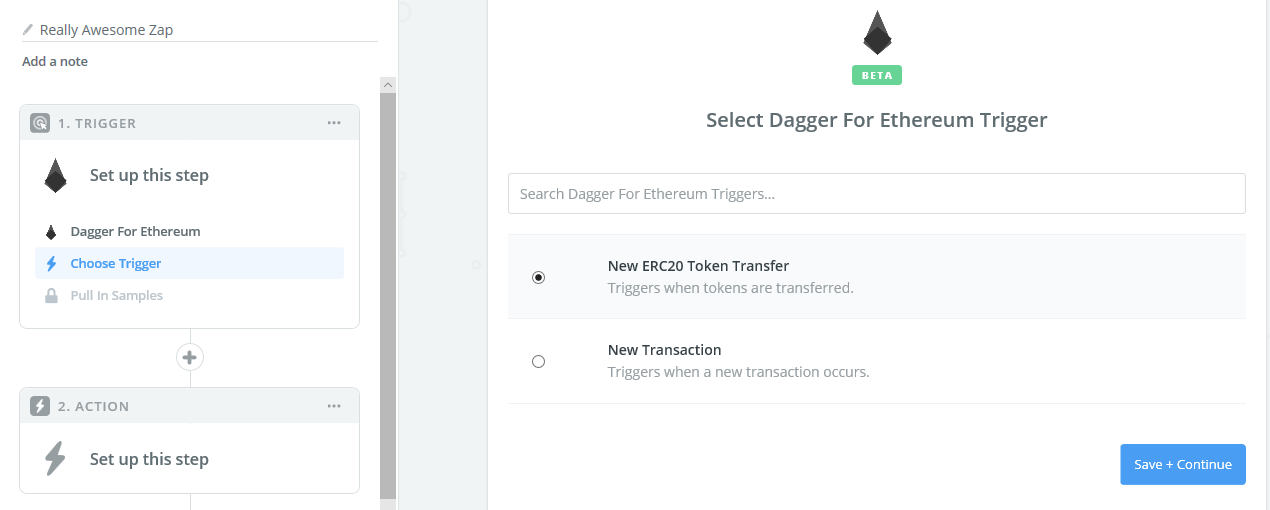 Really Awesome Zap
Add a note
1. TRIGGER
Set up this step
Dagger For Ethereum
Choose Trigger
Pull In Samples
2. ACTION
Set up this step
BETA
Select Dagger For Ethereum Trigger
Search Dagger For Ethereum Triggers...
New ERC20 Token Transfer
Triggers when tokens are transferred.
New Transaction
Triggers when a new transaction occurs.
Save + Continue